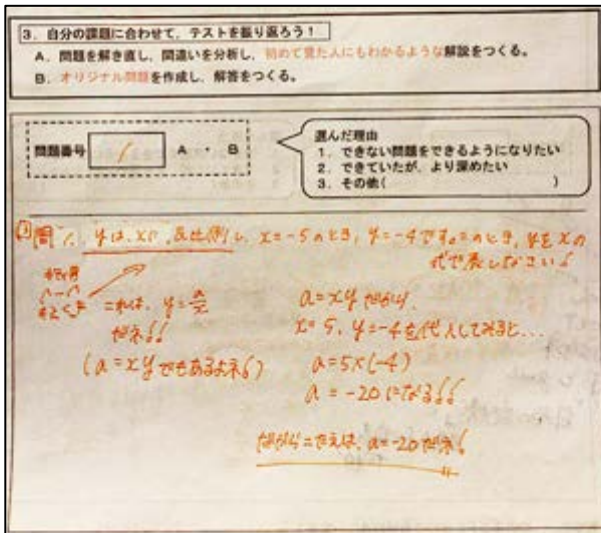 3．自分の課題に合わせて，テストを振り返ろう！
A．問題を解き直し，間違いを分析し，初めて見た人にもわかるような解説をつくる。
B．オリジナル問題を作成し，解答をつくる。
問題番号 1 A ・ B
選んだ理由
1．できない問題をできるようになりたい
2．できていたが，より深めたい
3．その他( )
問1. yは、xに、反比例し、x=-5のとき、y=-4です。このとき、yをxの
式で表しなさい！
これは、y=a/x
だネ！！
(a=xyでもあるよネ！)
a=xyだから、
x=5、y=-4を代入してみると…
a=5×(-4)
a=-20になる！！
だからこたえは、a=-20だネ！